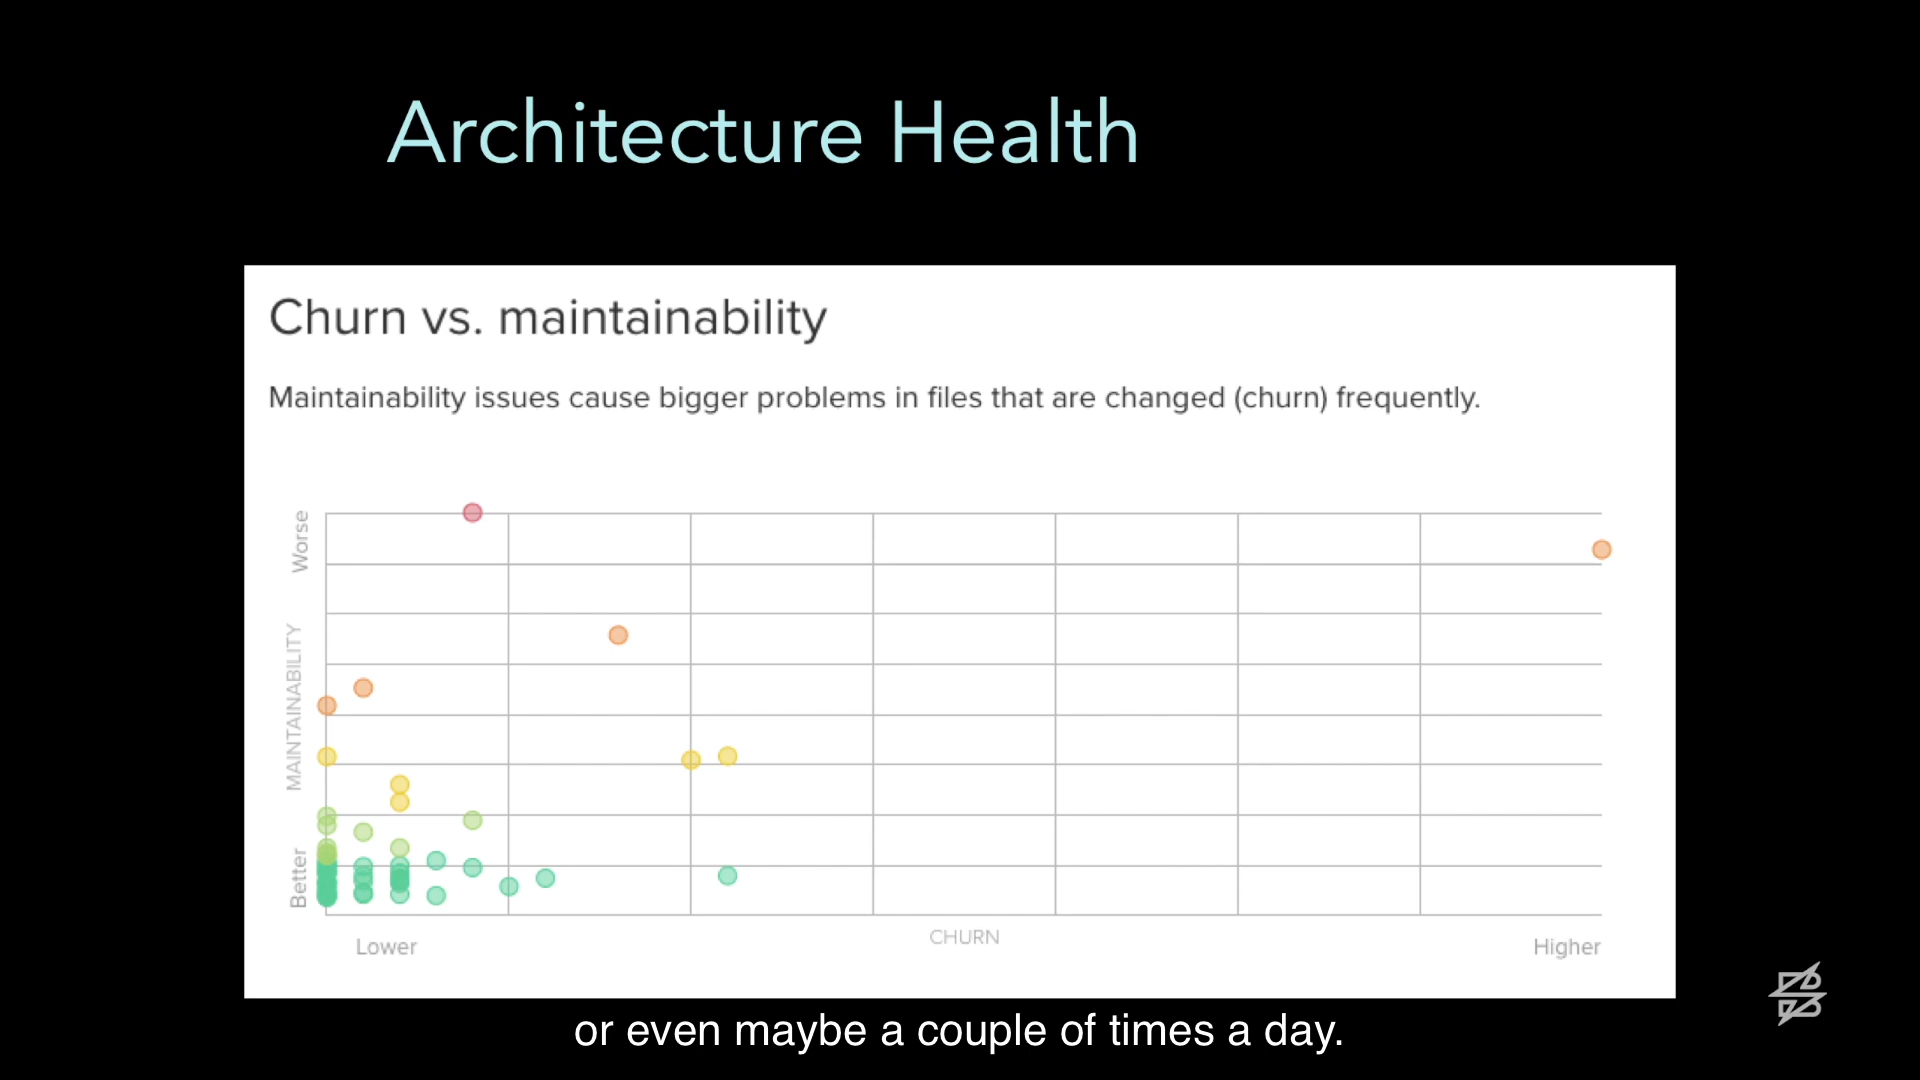 Architecture Health
Churn vs. maintainability
Maintainability issues cause bigger problems in files that are changed (churn) frequently.
Worse
MAINTAINABILITY
Better
Lower
CHURN
Higher
or even maybe a couple of times a day.